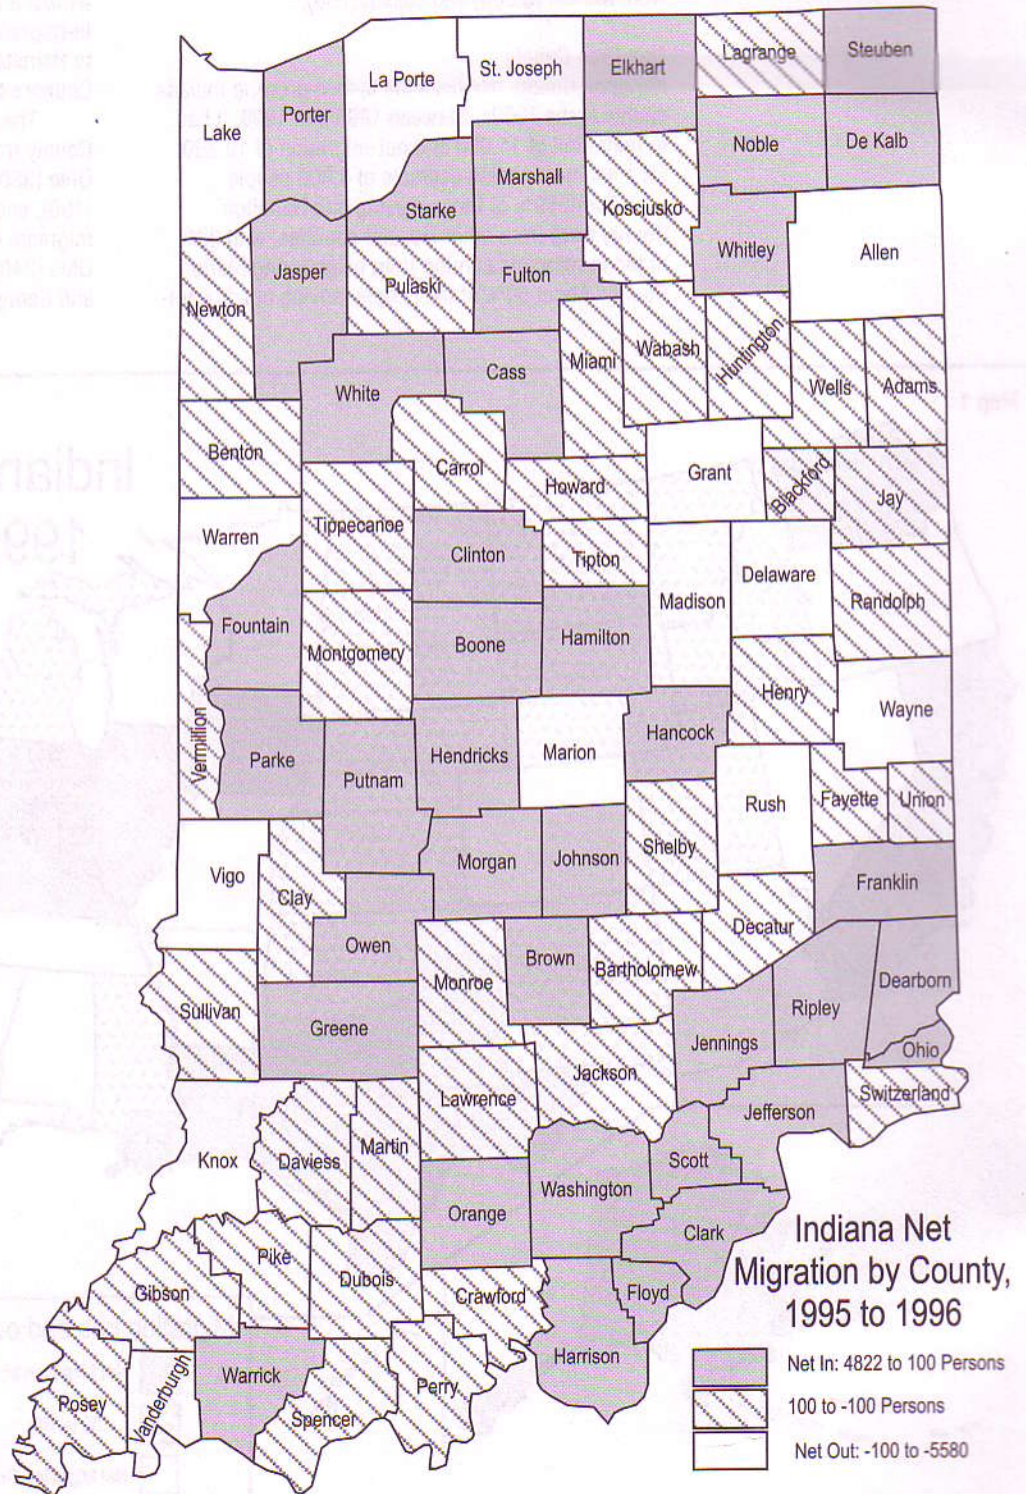 Lagrange
Steuben
St. Joseph
Elkhart
La Porte
Porter
Lake
Noble
De Kalb
Marshall
Starke
Kosciusko
Whitley
Allen
Jasper
Fulton
Pulaski
Newton
Huntington
Wabash
Miami
Cass
White
Wells
Adams
Benton
Carrol
Grant
Howard
Blackford
Jay
Tippecanoe
Warren
Clinton
Tipton
Delaware
Madison
Randolph
Fountain
Montgomery
Boone
Hamilton
Henry
Wayne
Vermillion
Parke
Putnam
Hendricks
Marion
Hancock
Rush
Fayette
Union
Shelby
Morgan
Johnson
Vigo
Clay
Franklin
Decatur
Owen
Brown
Bartholomew
Monroe
Dearborn
Ripley
Sullivan
Greene
Jennings
Ohio
Jackson
Switzerland
Lawrence
Jefferson
Martin
Knox
Daviess
Scott
Washington
Orange
Clark
Pike
Dubois
Gibson
Crawford
Floyd
Harrison
Warrick
Perry
Posey
Vanderburgh
Spencer
Indiana Net
Migration by County,
1995 to 1996
Net In: 4822 to 100 Persons
100 to -100 Persons
Net Out: -100 to -5580